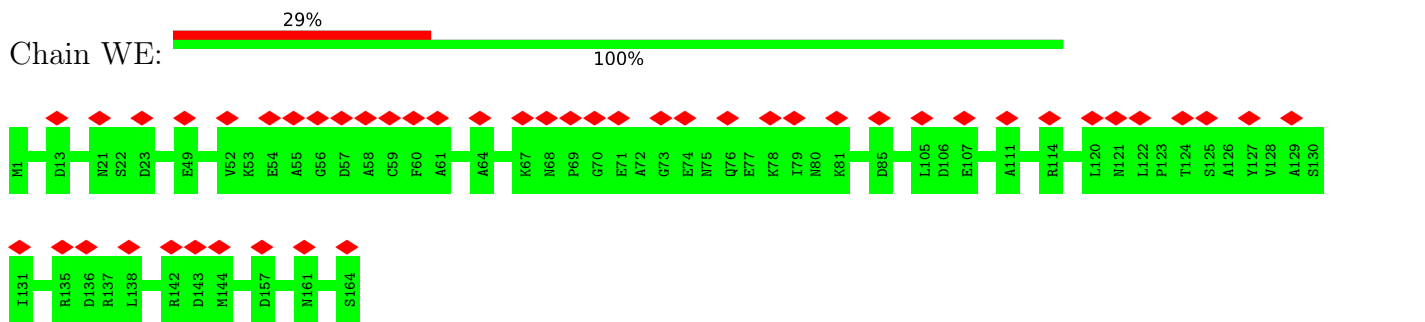 29%
Chain WE:
100%
M1 D13 N21 S22 D23 E49 V52 K53 E54 A55 G56 D57 A58 C59 F60 A61 A64 K67 N68 P69 G70 E71 A72 G73 E74 N75 Q76 E77 K78 I79 N80 K81 D85 L105 D106 E107 A111 R114 L120 N121 L122 P123 T124 S125 A126 Y127 V128 A129 S130
I131 R135 D136 R137 L138 R142 D143 M144 D157 N161 S164